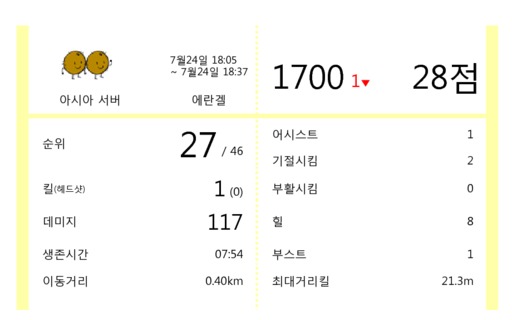 7월24일 18:05
~ 7월24일 18:37
아시아 서버
에란겔
1700 1▼
28점
순위 27 / 46
킬(헤드샷) 1 (0)
데미지 117
생존시간 07:54
이동거리 0.40km
어시스트 1
기절시킴 2
부활시킴 0
힐 8
부스트 1
최대거리킬 21.3m